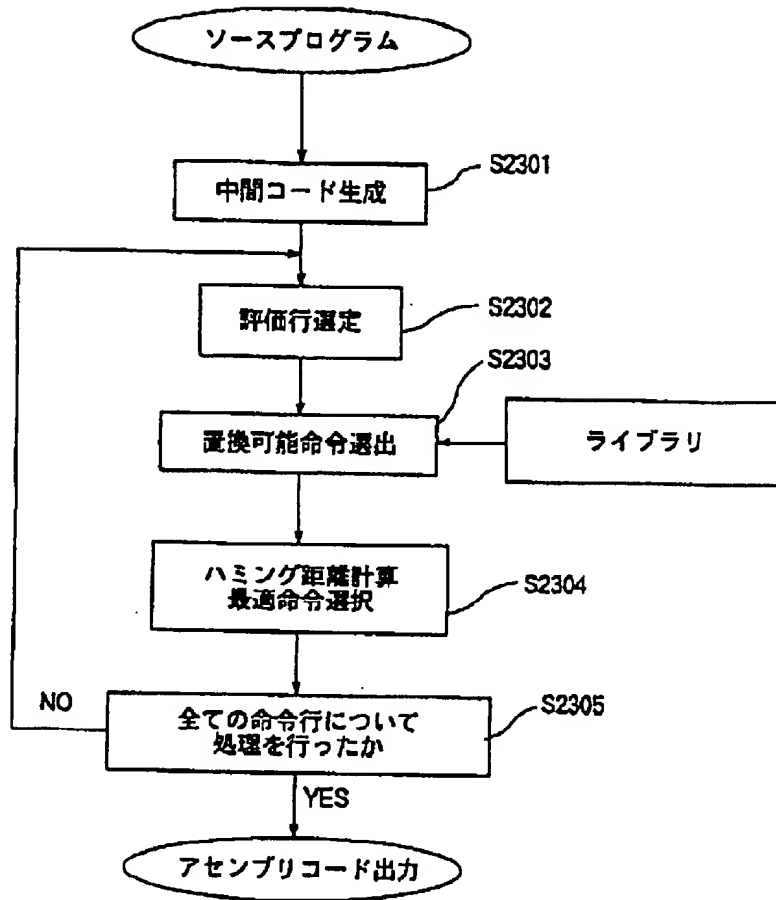 ソースプログラム
中間コード生成
S2301
評価行選定
S2302
S2303
置換可能命令選出
ライブラリ
ハミング距離計算
最適命令選択
S2304
NO
全ての命令行について
処理を行ったか
S2305
YES
アセンブリコード出力